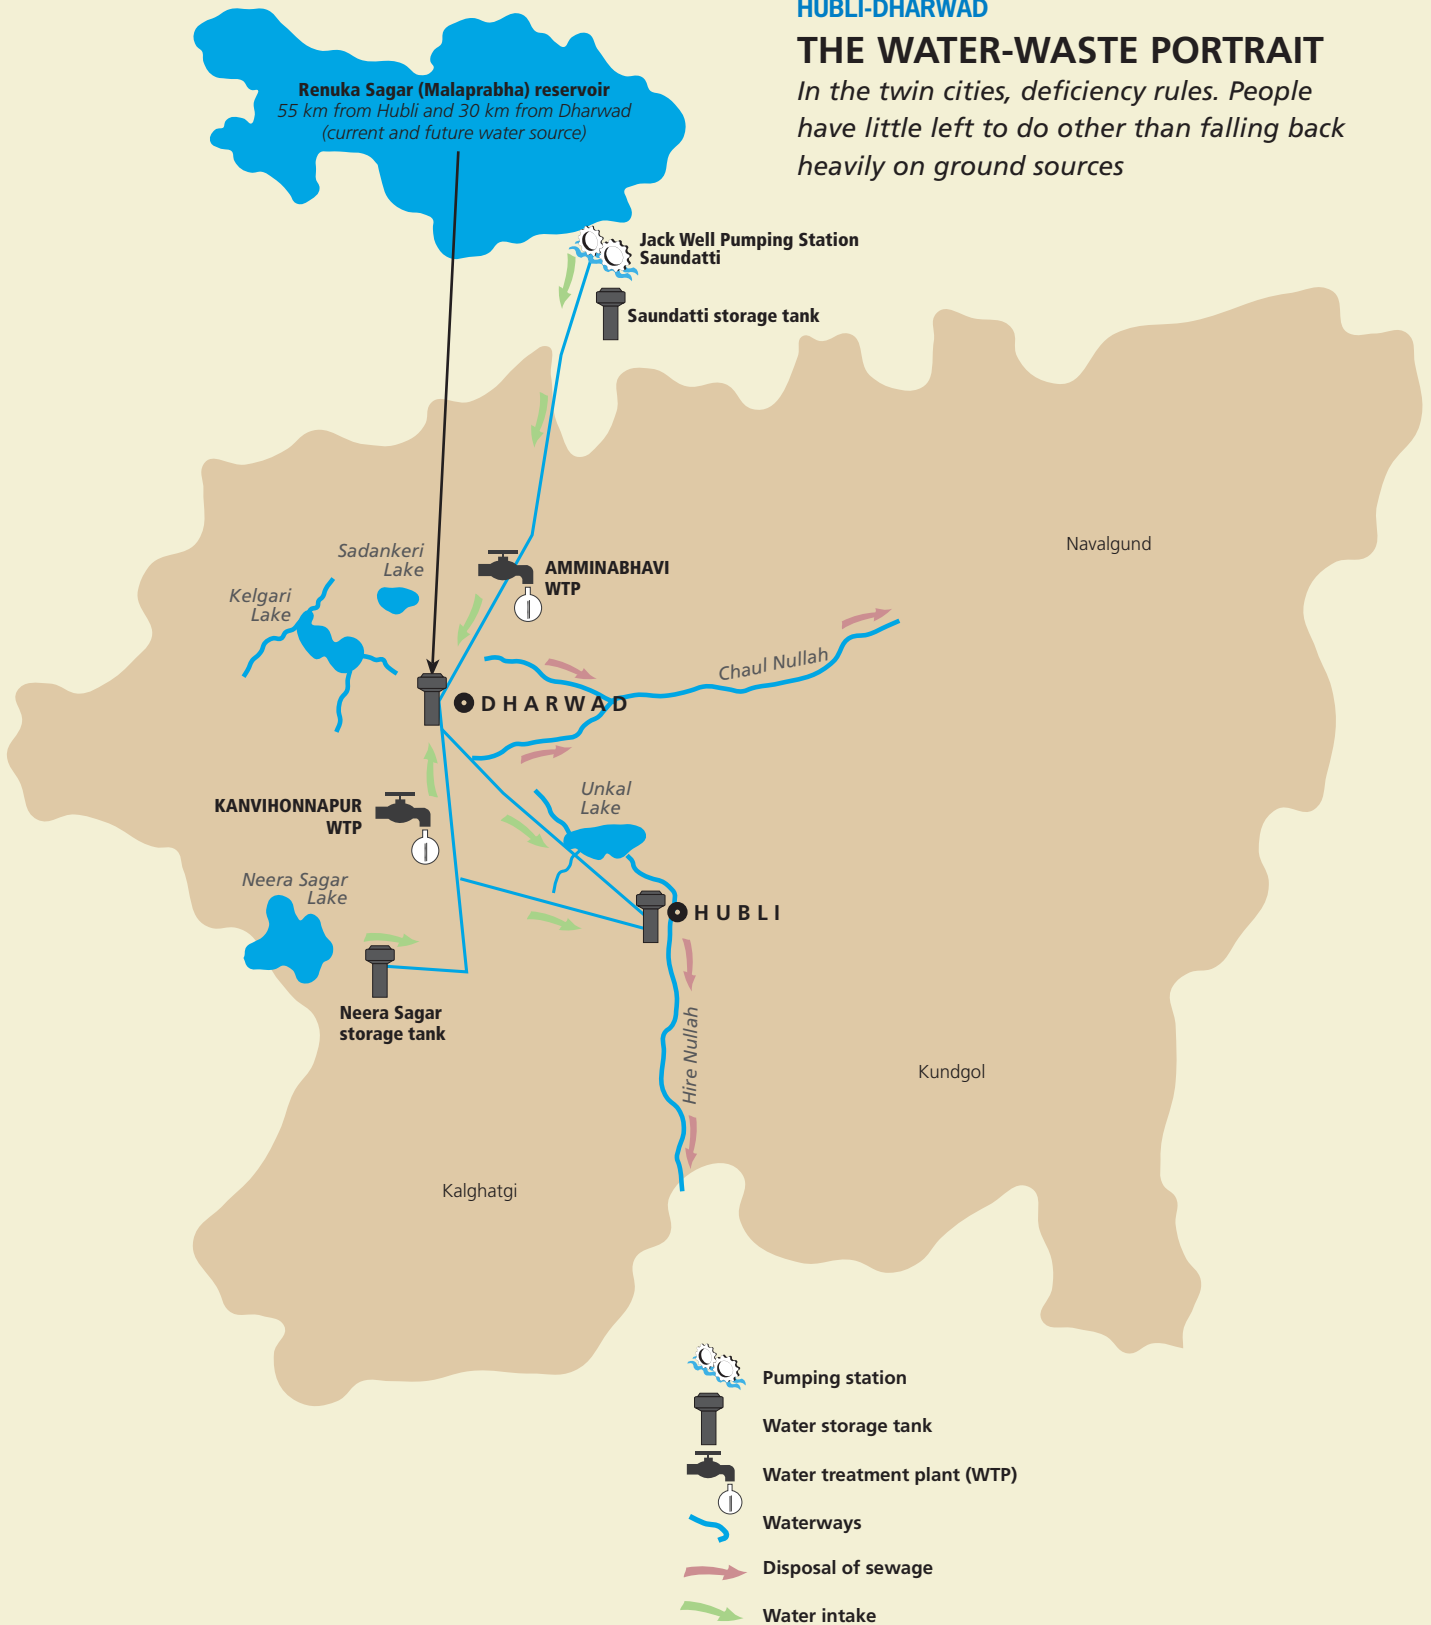 HUBLI-DHARWAD
THE WATER-WASTE PORTRAIT
In the twin cities, deficiency rules. People
have little left to do other than falling back
heavily on ground sources
Renuka Sagar (Malaprabha) reservoir
55 km from Hubli and 30 km from Dharwad
(current and future water source)
Jack Well Pumping Station
Saundatti
Saundatti storage tank
Navalgund
Sadankeri
Lake
AMMINABHAVI
WTP
Kelgari
Lake
Chaul Nullah
DHARWAD
Unkal
Lake
KANVIHONNAPUR
WTP
Neera Sagar
Lake
HUBLI
Neera Sagar
storage tank
Hire Nullah
Kundgol
Kalghatgi
Pumping station
Water storage tank
Water treatment plant (WTP)
Waterways
Disposal of sewage
Water intake